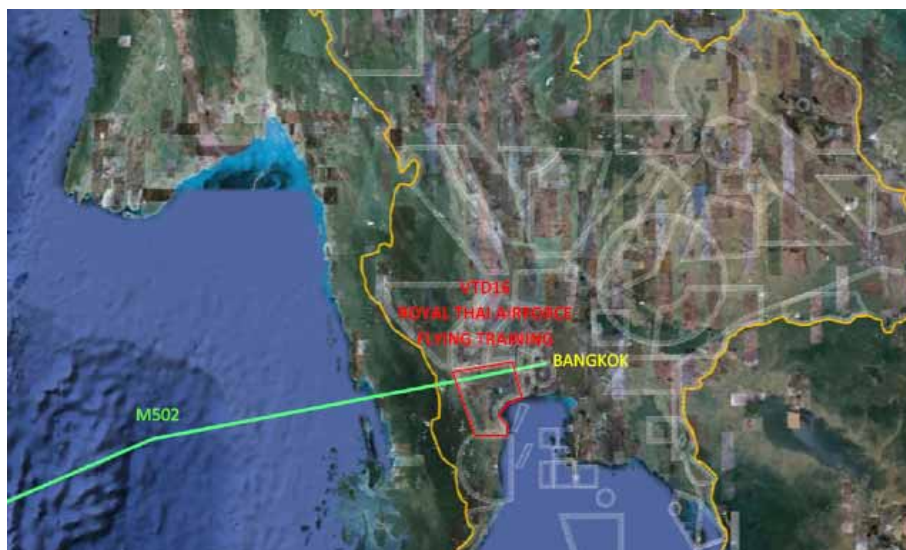 VTD16
ROYAL THAI AIRFORCE
FLYING TRAINING
BANGKOK
M502